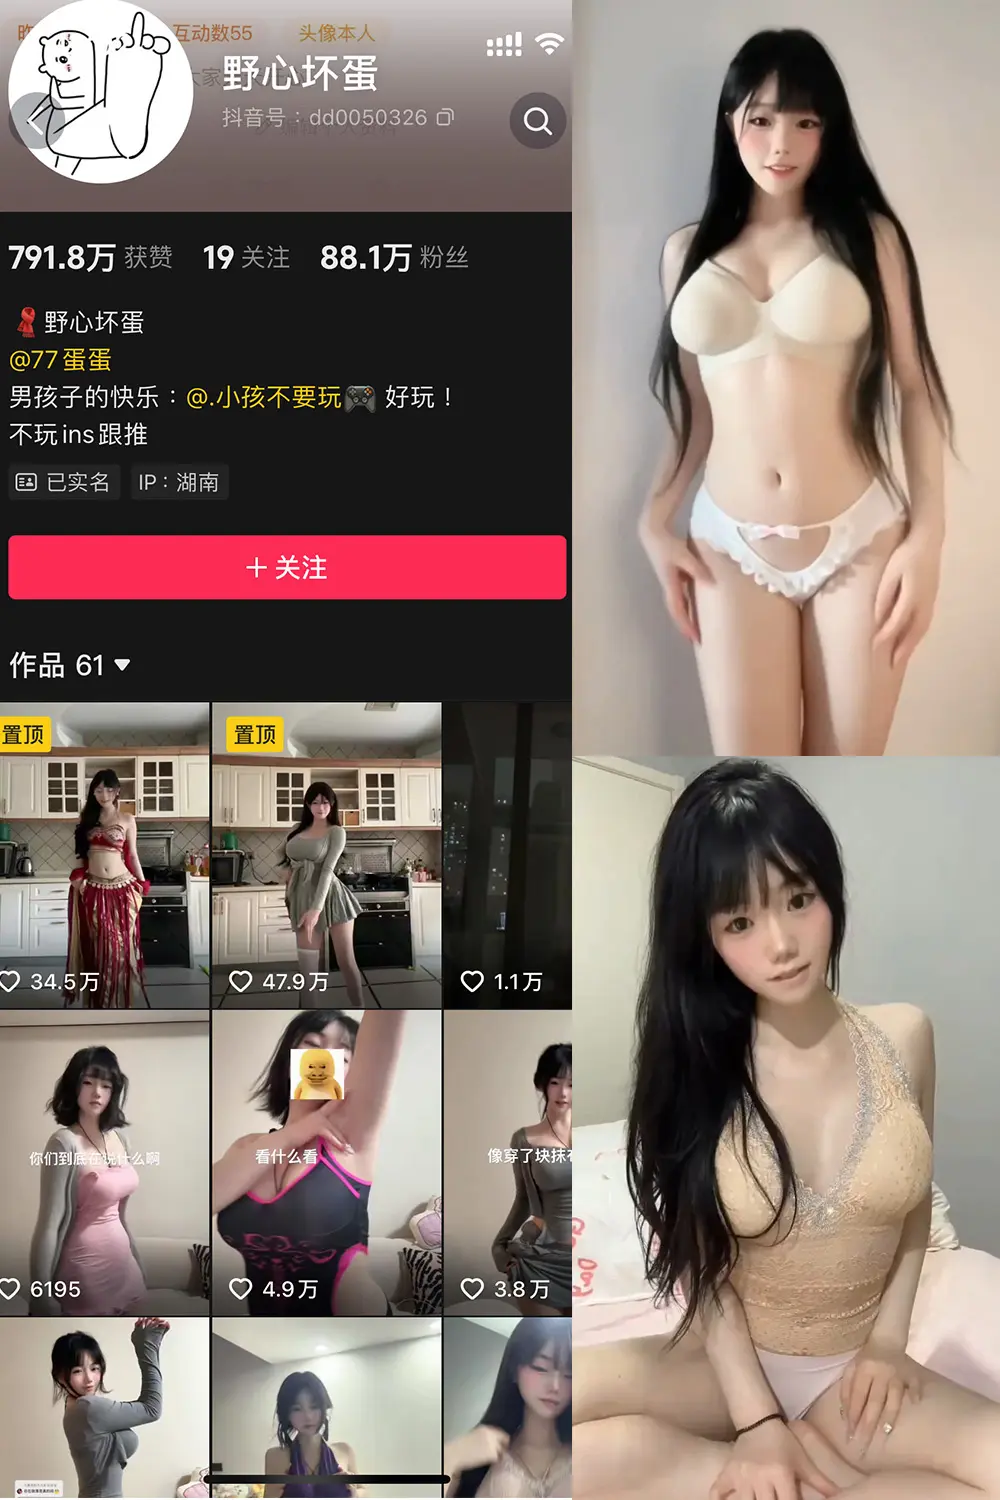 互动数55
头像本人
野心坏蛋
抖音号：dd0050326
791.8万 获赞 19 关注 88.1万 粉丝
野心坏蛋
@77蛋蛋
男孩子的快乐：@.小孩不要玩 好玩！
不玩ins跟推
已实名 IP：湖南
＋关注
作品 61
置顶 置顶
34.5万 47.9万 1.1万
你们到底在说什么啊
看什么看
像穿了块抹
6195 4.9万 3.8万